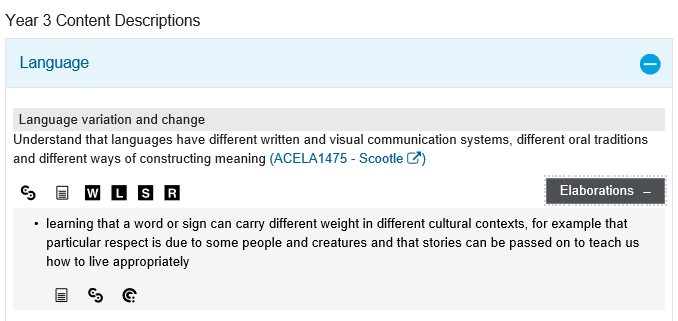 Year 3 Content Descriptions
Language
Language variation and change
Understand that languages have different written and visual communication systems, different oral traditions
and different ways of constructing meaning (ACELA1475 - Scootle )
W L S R
Elaborations –
• learning that a word or sign can carry different weight in different cultural contexts, for example that
particular respect is due to some people and creatures and that stories can be passed on to teach us
how to live appropriately